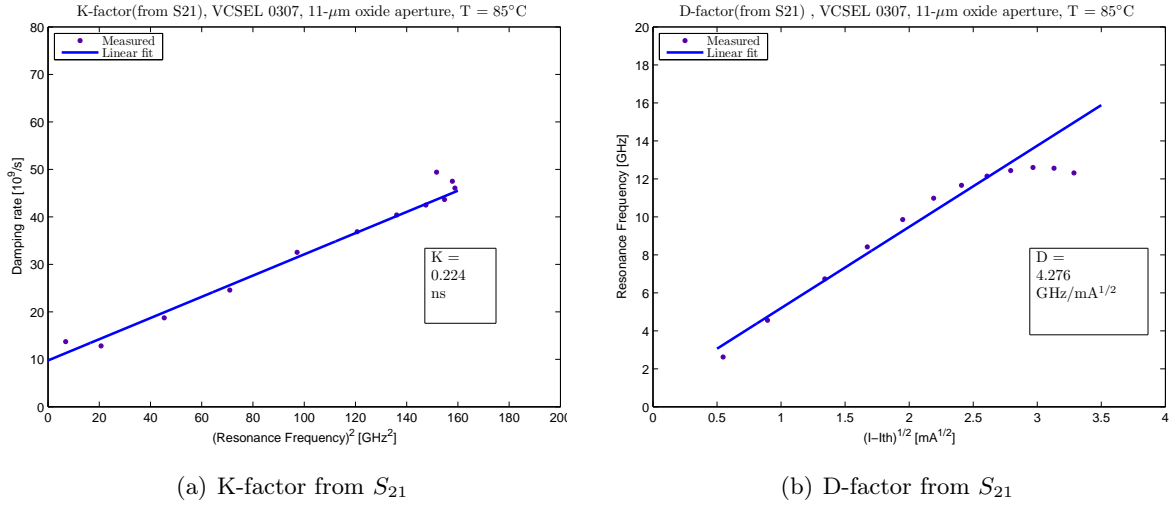 K-factor(from S21), VCSEL 0307, 11-μm oxide aperture, T = 85°C
80
70
60
50
40
30
20
10
0
Damping rate [10^9/s]
Measured
Linear fit
K =
0.224
ns
0 20 40 60 80 100 120 140 160 180 200
(Resonance Frequency)^2 [GHz^2]
(a) K-factor from S_21
D-factor(from S21) , VCSEL 0307, 11-μm oxide aperture, T = 85°C
20
18
16
14
12
10
8
6
4
2
0
Resonance Frequency [GHz]
Measured
Linear fit
D =
4.276
GHz/mA^1/2
0 0.5 1 1.5 2 2.5 3 3.5 4
(I−Ith)^1/2 [mA^1/2]
(b) D-factor from S_21